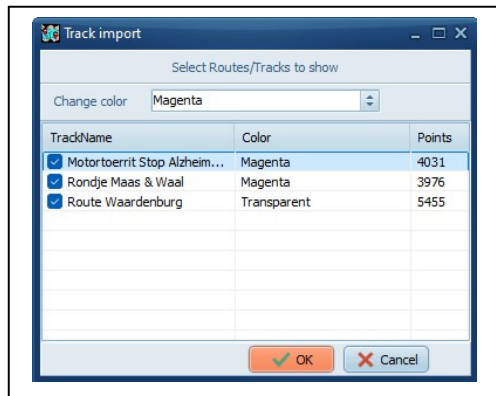 Track import
Select Routes/Tracks to show
Change color Magenta
TrackName Color Points
Motortoerrit Stop Alzheim... Magenta 4031
Rondje Maas & Waal Magenta 3976
Route Waardenburg Transparent 5455
OK Cancel